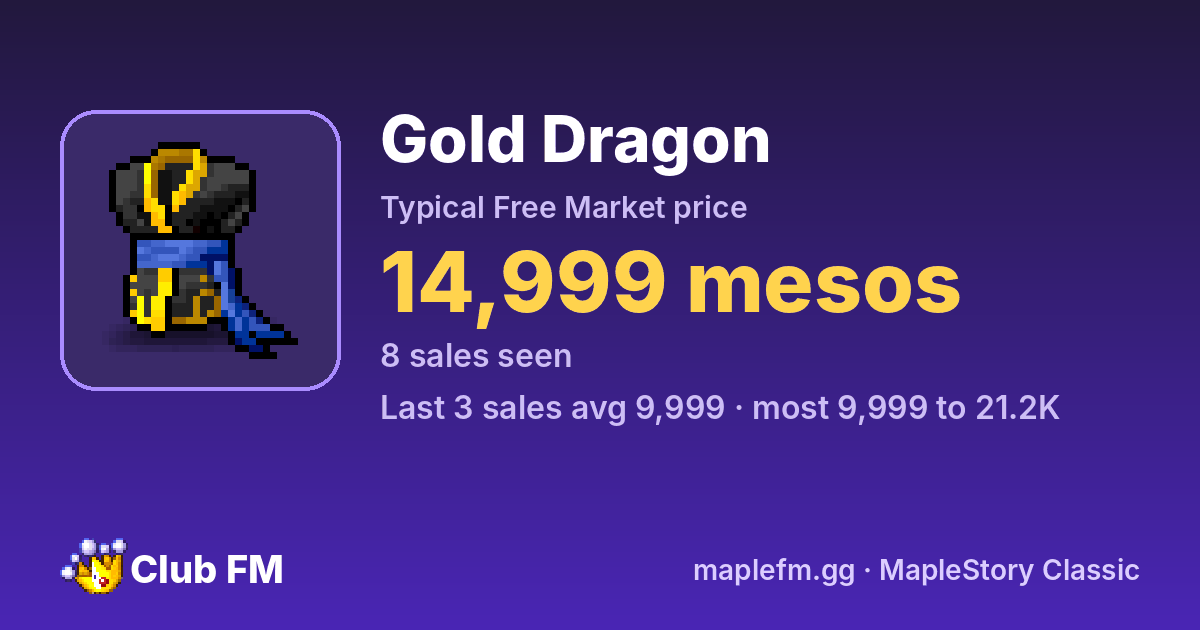 Gold Dragon
Typical Free Market price
14,999 mesos
8 sales seen
Last 3 sales avg 9,999 · most 9,999 to 21.2K
Club FM
maplefm.gg · MapleStory Classic